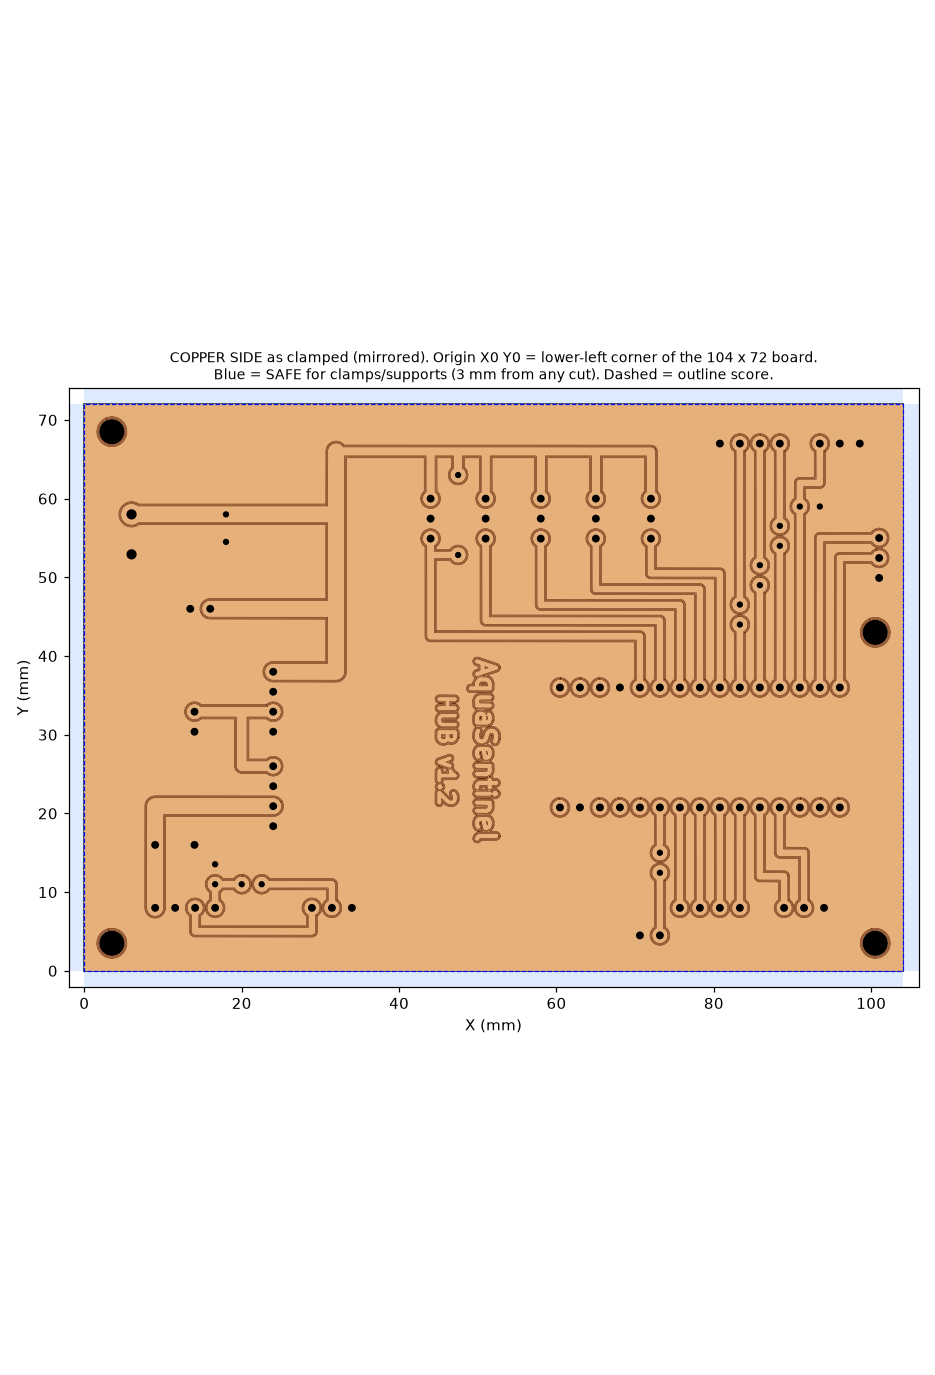 COPPER SIDE as clamped (mirrored). Origin X0 Y0 = lower-left corner of the 104 x 72 board.
Blue = SAFE for clamps/supports (3 mm from any cut). Dashed = outline score.
70
60
50
40
30
20
10
0
Y (mm)
AquaSentinel
HUB v1.2
0 20 40 60 80 100
X (mm)